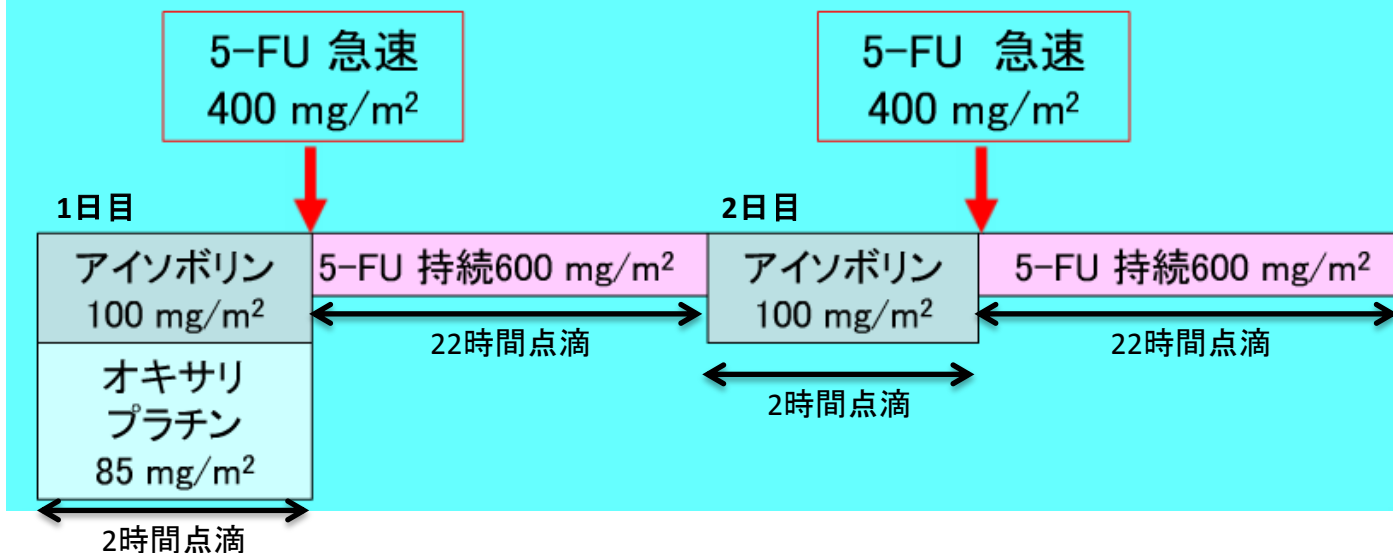 5-FU 急速
400 mg/m²
5-FU 急速
400 mg/m²
1日目
2日目
アイソボリン
100 mg/m²
5-FU 持続600 mg/m²
アイソボリン
100 mg/m²
5-FU 持続600 mg/m²
22時間点滴
22時間点滴
オキサリ
プラチン
85 mg/m²
2時間点滴
2時間点滴